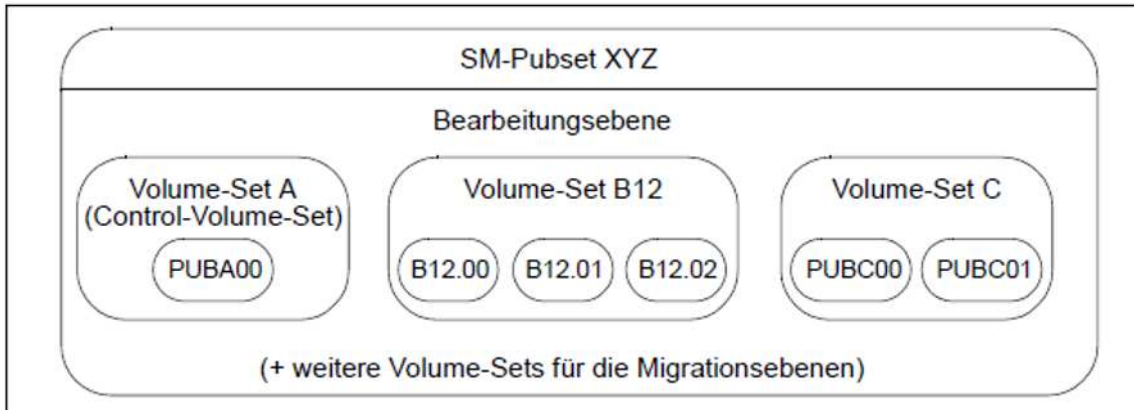 SM-Pubset XYZ
Bearbeitungsebene
Volume-Set A
(Control-Volume-Set)
PUBA00
Volume-Set B12
B12.00 B12.01 B12.02
Volume-Set C
PUBC00 PUBC01
(+ weitere Volume-Sets für die Migrationsebenen)